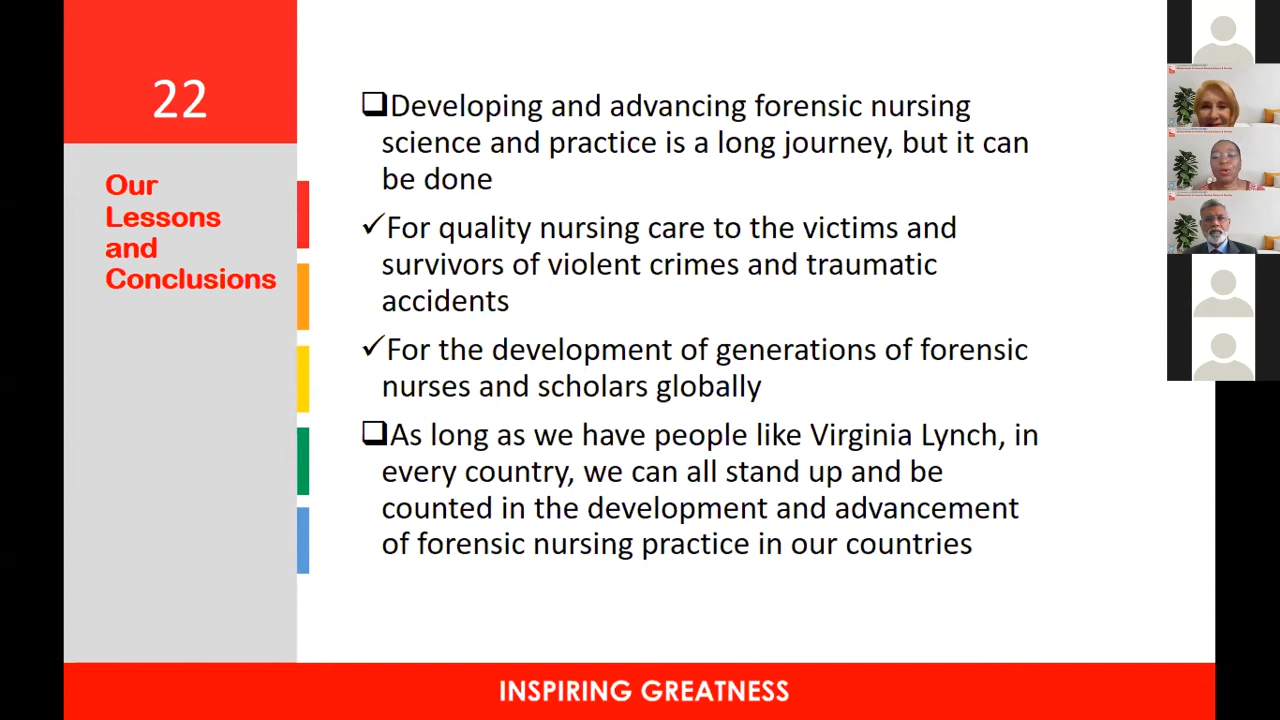 22
Our
Lessons
and
Conclusions
❑Developing and advancing forensic nursing
science and practice is a long journey, but it can
be done
✓For quality nursing care to the victims and
survivors of violent crimes and traumatic
accidents
✓For the development of generations of forensic
nurses and scholars globally
❑As long as we have people like Virginia Lynch, in
every country, we can all stand up and be
counted in the development and advancement
of forensic nursing practice in our countries
INSPIRING GREATNESS